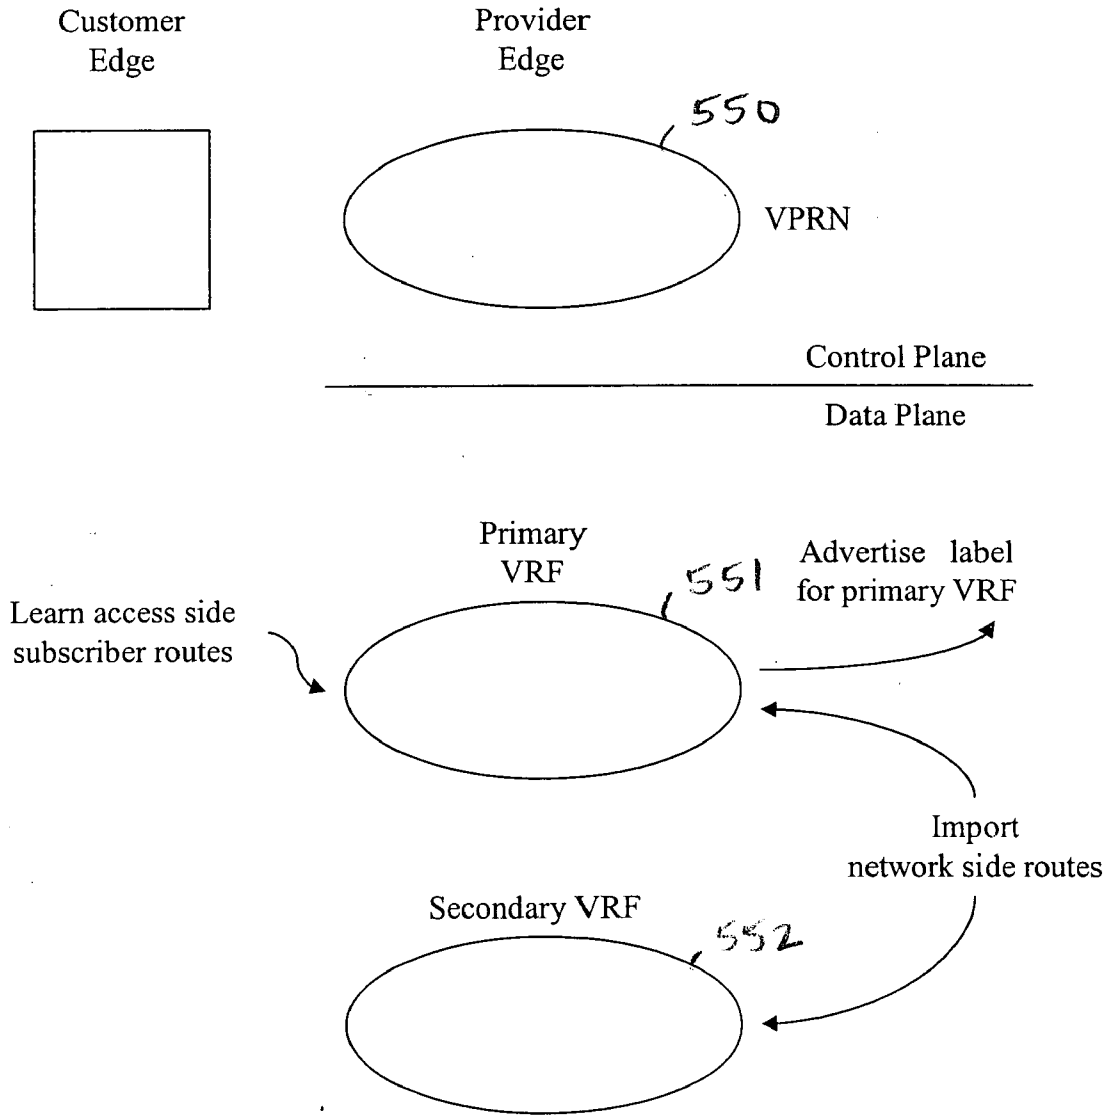 Customer
Edge
Provider
Edge
550
VPRN
Control Plane
Data Plane
Primary
VRF
551
Advertise label
for primary VRF
Learn access side
subscriber routes
Import
network side routes
Secondary VRF
552